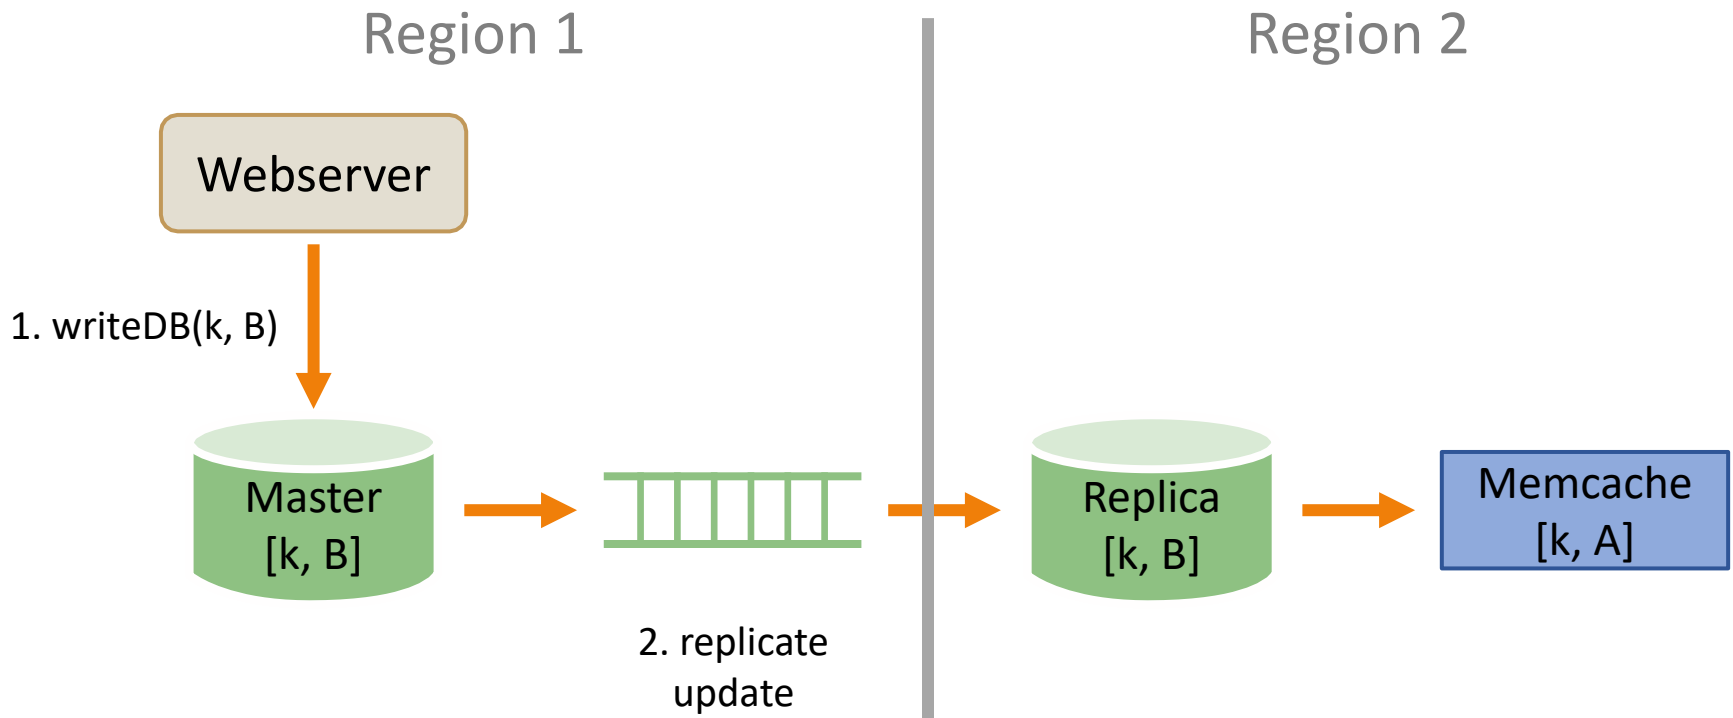 Region 1
Region 2
Webserver
1. writeDB(k, B)
Master
[k, B]
Replica
[k, B]
Memcache
[k, A]
2. replicate
update